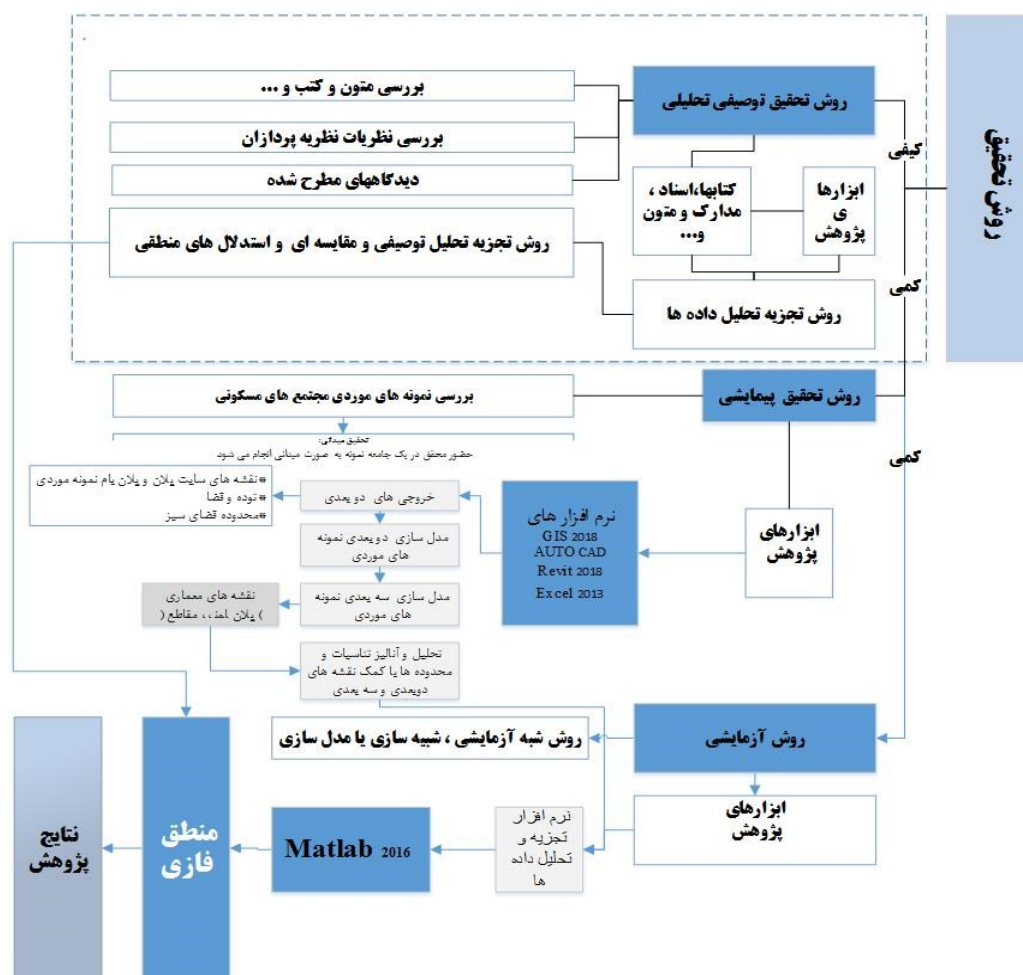 روش تحقیق
کیفی
کمی
کمی
روش تحقیق توصیفی تحلیلی
بررسی متون و کتب و ...
بررسی نظریات نظریه پردازان
دیدگاههای مطرح شده
ابزارها
ی
پژوهش
کتابها،اسناد ،
مدارک و متون
و...
روش تجزیه تحلیل داده ها
روش تجزیه تحلیل توصیفی و مقایسه ای و استدلال های منطقی
روش تحقیق پیمایشی
بررسی نمونه های موردی مجتمع های مسکونی
تحقیق میدانی:
حضور محقق در یک جامعه نمونه به صورت میدانی انجام می شود
ابزارهای
پژوهش
نرم افزار های
GIS 2018
AUTO CAD
Revit 2018
Excel 2013
خروجی های دو بعدی
#نقشه های سایت پلان و پلان بام نمونه موردی
#توده و فضا
#محدوده فضای سبز
مدل سازی دو بعدی نمونه
های موردی
مدل سازی سه بعدی نمونه
های موردی
نقشه های معماری
) پلان ، مقاطع (
تحلیل و آنالیز تناسبات و
محدوده ها با کمک نقشه های
دوبعدی و سه بعدی
روش آزمایشی
روش شبه آزمایشی ، شبیه سازی یا مدل سازی
ابزارهای
پژوهش
نرم افزار
تجزیه و
تحلیل داده
ها
Matlab 2016
منطق
فازی
نتایج
پژوهش